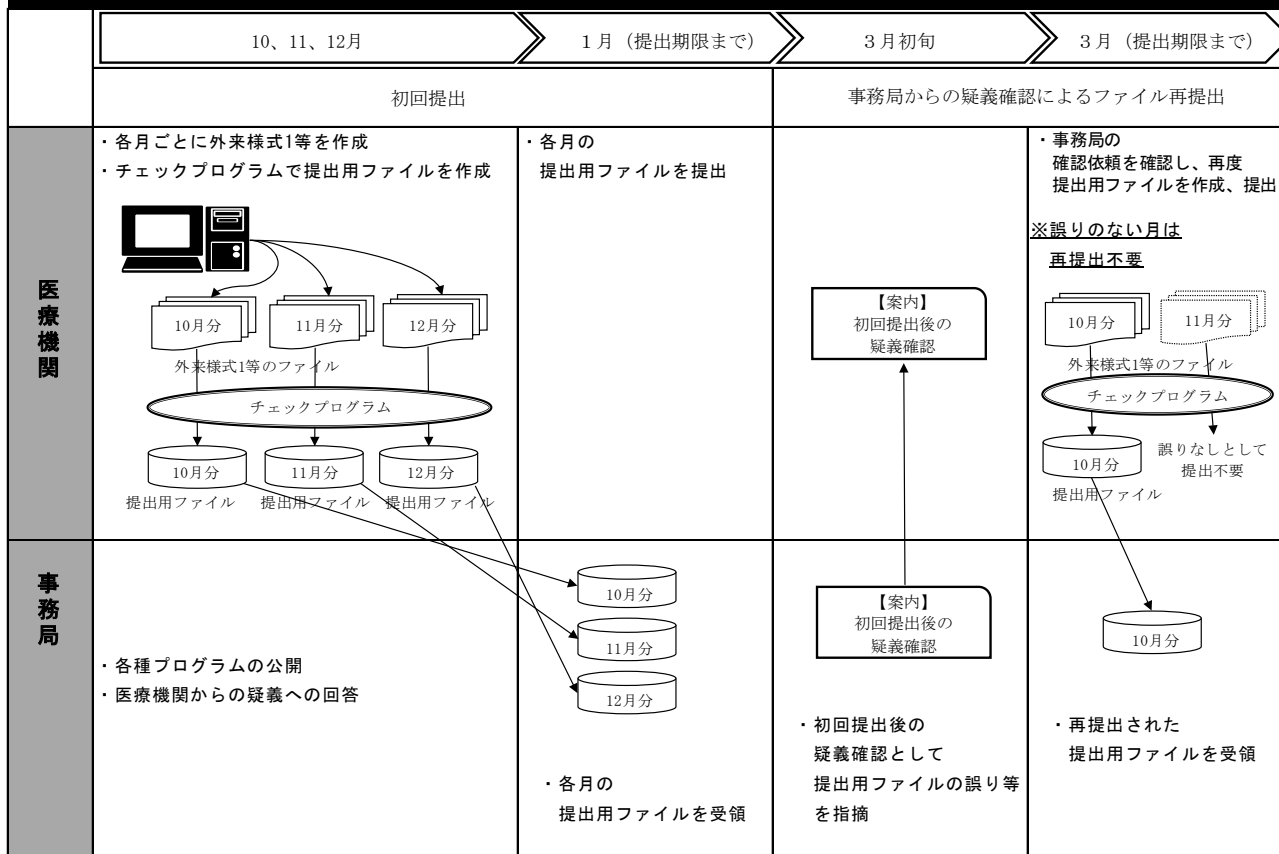 10、11、12月
１月（提出期限まで）
３月初旬
３月（提出期限まで）
初回提出
事務局からの疑義確認によるファイル再提出
医療機関
・各月ごとに外来様式1等を作成
・チェックプログラムで提出用ファイルを作成
10月分
11月分
12月分
外来様式1等のファイル
チェックプログラム
10月分
11月分
12月分
提出用ファイル
提出用ファイル
提出用ファイル
・各月の
提出用ファイルを提出
【案内】
初回提出後の
疑義確認
・事務局の
確認依頼を確認し、再度
提出用ファイルを作成、提出
※誤りのない月は
再提出不要
10月分
11月分
外来様式1等のファイル
チェックプログラム
10月分
提出用ファイル
誤りなしとして
提出不要
事務局
・各種プログラムの公開
・医療機関からの疑義への回答
10月分
11月分
12月分
・各月の
提出用ファイルを受領
【案内】
初回提出後の
疑義確認
・初回提出後の
疑義確認として
提出用ファイルの誤り等
を指摘
10月分
・再提出された
提出用ファイルを受領